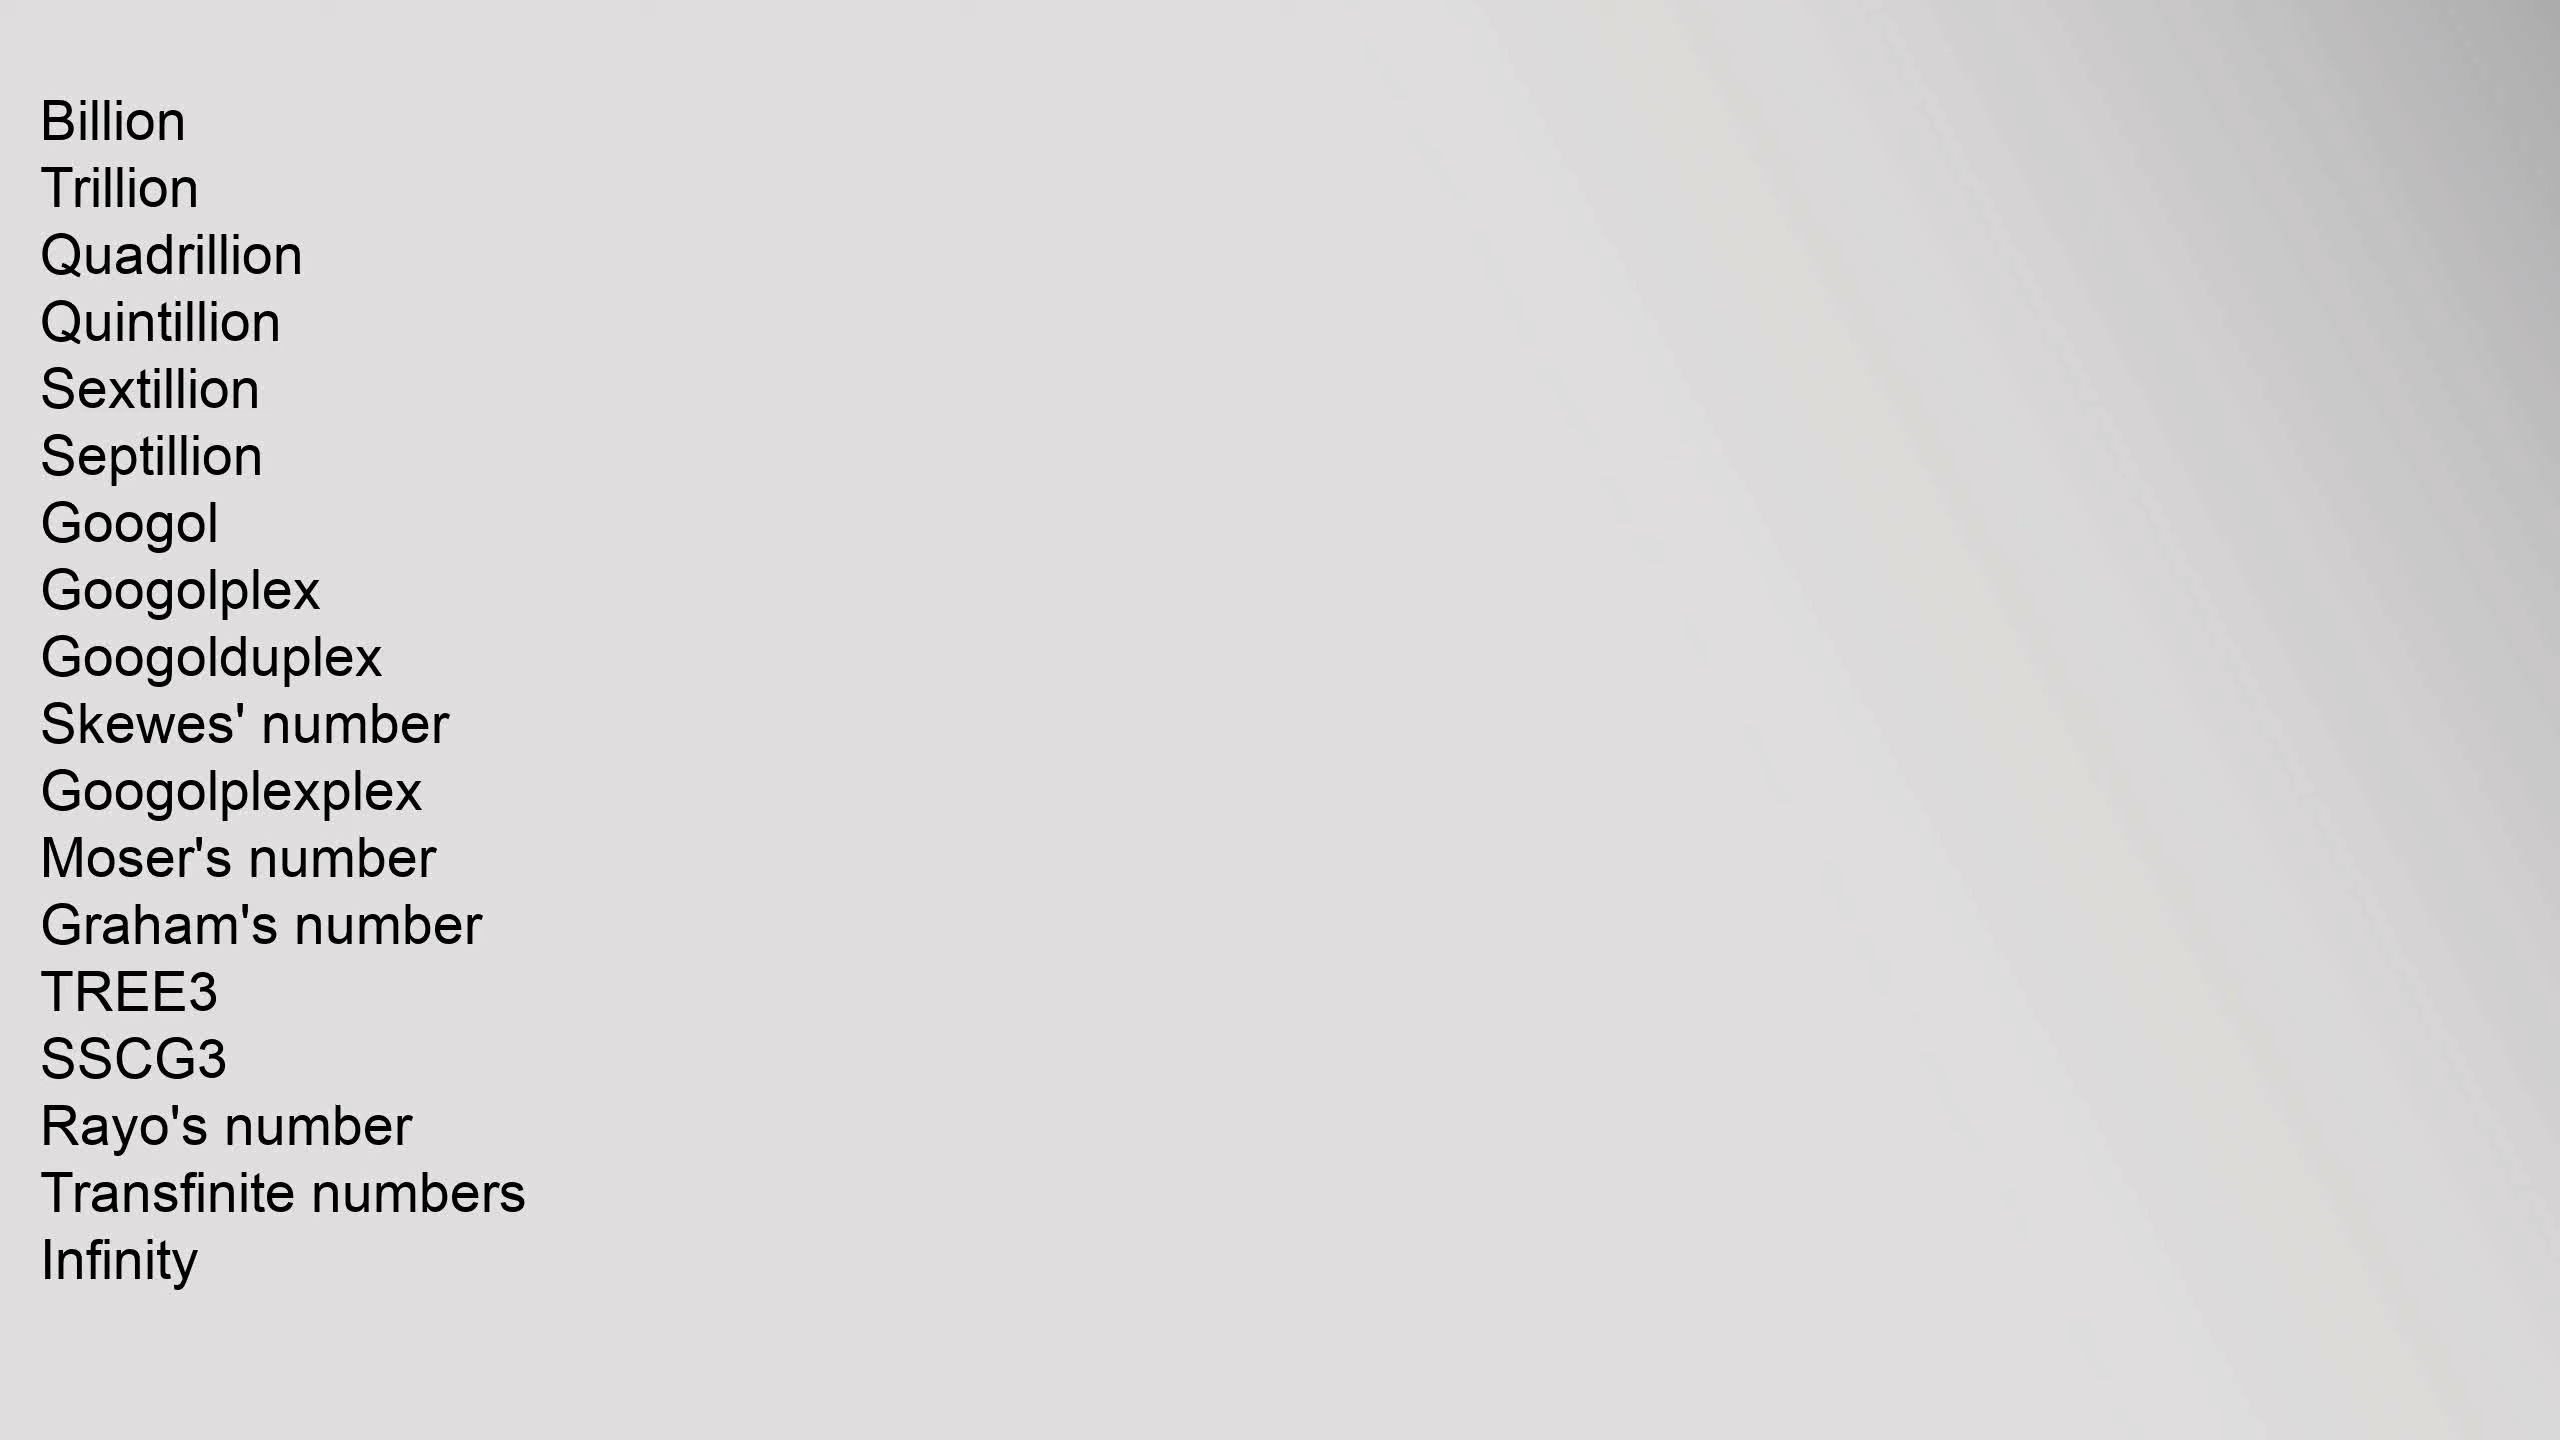 Billion
Trillion
Quadrillion
Quintillion
Sextillion
Septillion
Googol
Googolplex
Googolduplex
Skewes' number
Googolplexplex
Moser's number
Graham's number
TREE3
SSCG3
Rayo's number
Transfinite numbers
Infinity